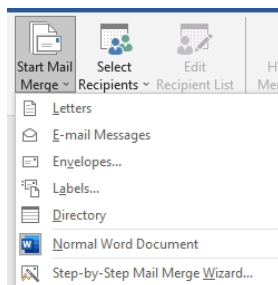 Start Mail Select Edit H
Merge Recipients Recipient List Me
Letters
E-mail Messages
Envelopes...
Labels...
Directory
Normal Word Document
Step-by-Step Mail Merge Wizard...